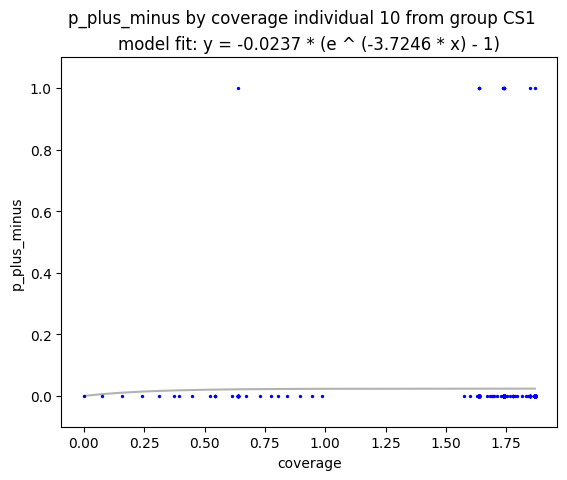 p_plus_minus by coverage individual 10 from group CS1
model fit: y = -0.0237 * (e ^ (-3.7246 * x) - 1)
1.0
0.8
0.6
0.4
0.2
0.0
p_plus_minus
0.00 0.25 0.50 0.75 1.00 1.25 1.50 1.75
coverage